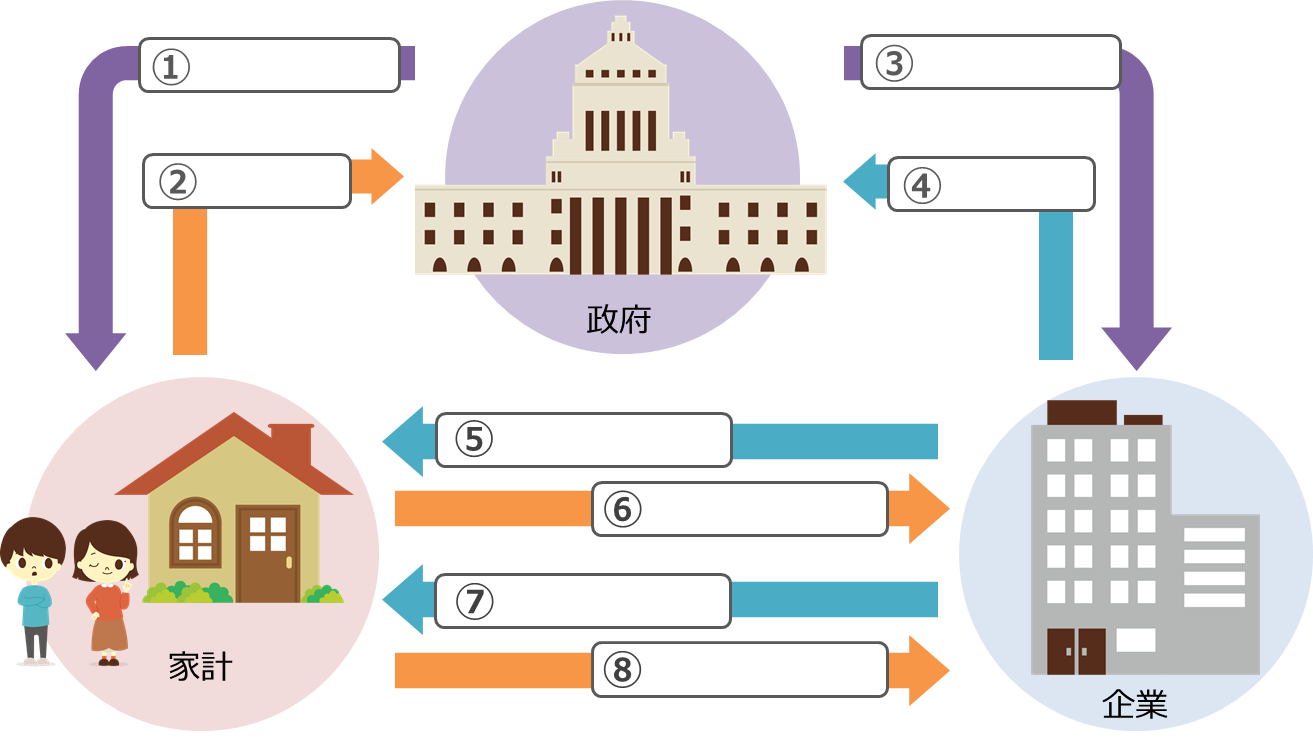 ①
③
②
④
政府
⑤
⑥
⑦
⑧
家計
企業